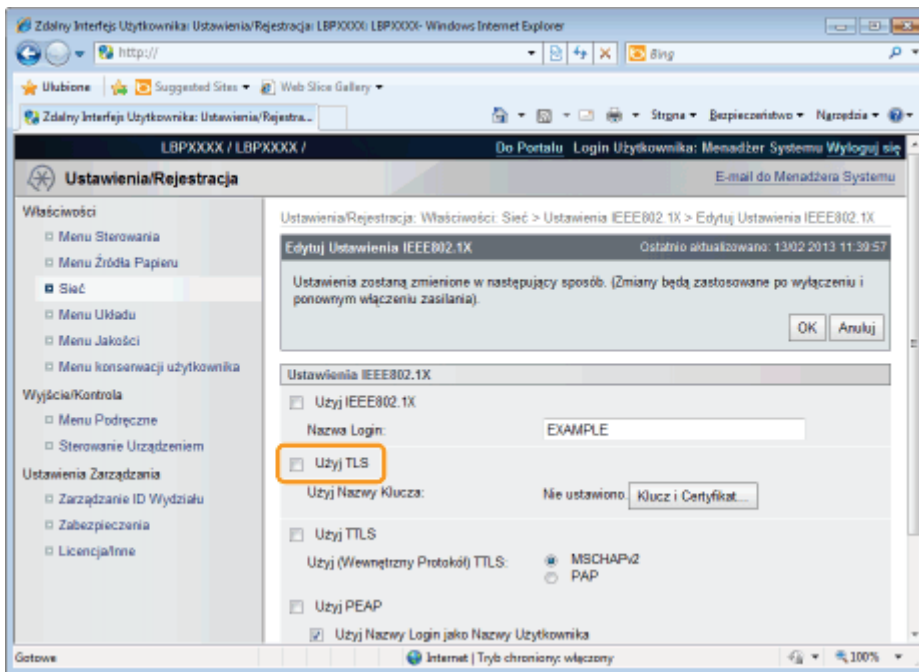 Zdalny Interfejs Użytkownika: Ustawienia/Rejestracja: LBPXXXX: LBPXXXX- Windows Internet Explorer
http://
Bing
Ulubione Suggested Sites Web Slice Gallery
Zdalny Interfejs Użytkownika: Ustawienia/Rejestra... Strona Bezpieczeństwo Narzędzia
LBPXXXX / LBPXXXX / Do Portalu Login Użytkownika: Menadżer Systemu Wyloguj się
Ustawienia/Rejestracja E-mail do Menadżera Systemu
Właściwości
Menu Sterowania
Menu Źródła Papieru
Sieć
Menu Układu
Menu Jakości
Menu konserwacji użytkownika
Wyjście/Kontrola
Menu Podręczne
Sterowanie Urządzeniem
Ustawienia Zarządzania
Zarządzanie ID Wydziału
Zabezpieczenia
Licencja/Inne
Ustawienia/Rejestracja: Właściwości: Sieć > Ustawienia IEEE802.1X > Edytuj Ustawienia IEEE802.1X
Edytuj Ustawienia IEEE802.1X Ostatnio aktualizowano: 13/02 2013 11:39:57
Ustawienia zostaną zmienione w następujący sposób. (Zmiany będą zastosowane po wyłączeniu i
ponownym włączeniu zasilania).
OK Anuluj
Ustawienia IEEE802.1X
Użyj IEEE802.1X
Nazwa Login: EXAMPLE
Użyj TLS
Użyj Nazwy Klucza: Nie ustawiono. Klucz i Certyfikat...
Użyj TTLS
Użyj (Wewnętrzny Protokół) TTLS: MSCHAPv2
PAP
Użyj PEAP
Użyj Nazwy Login jako Nazwy Użytkownika
Gotowe Internet | Tryb chroniony: włączony 100%